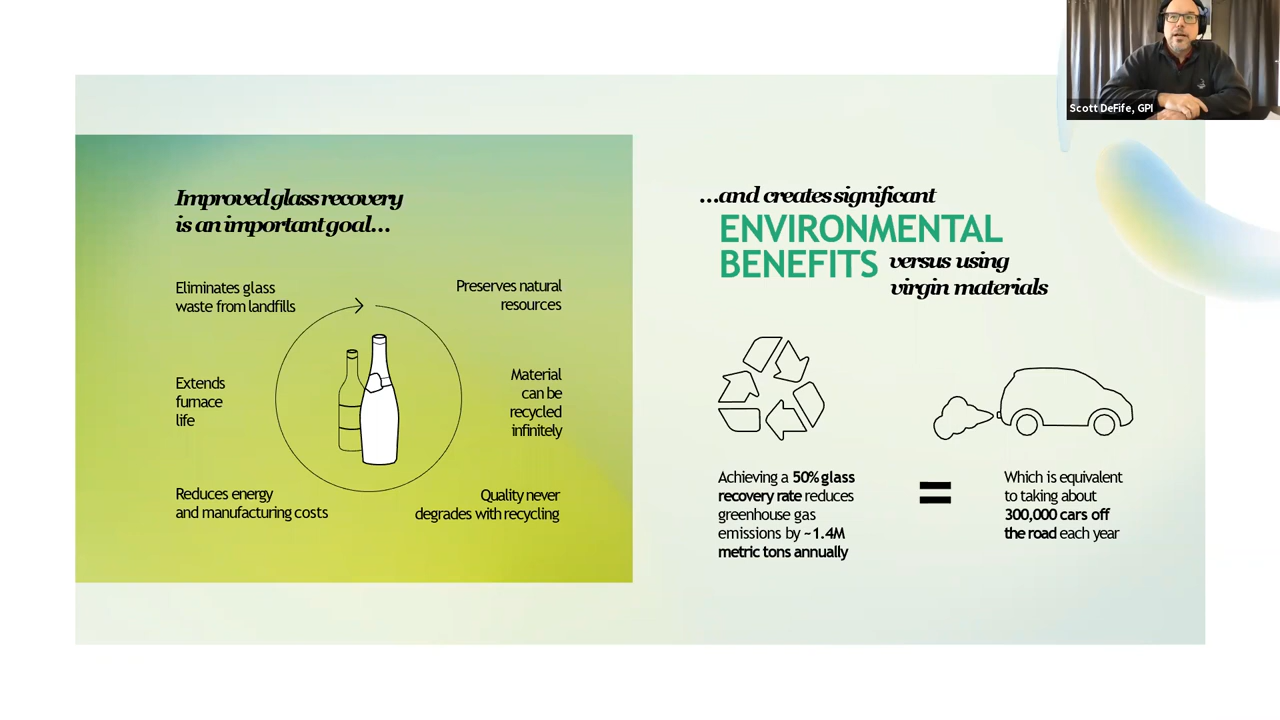 Scott DeFife, GPI
Improved glass recovery
is an important goal...
Eliminates glass
waste from landfills
Preserves natural
resources
Extends
furnace
life
Material
can be
recycled
infinitely
Reduces energy
and manufacturing costs
Quality never
degrades with recycling
...and creates significant
ENVIRONMENTAL
BENEFITS versus using
virgin materials
Achieving a 50% glass
recovery rate reduces
greenhouse gas
emissions by ~1.4M
metric tons annually
=
Which is equivalent
to taking about
300,000 cars off
the road each year